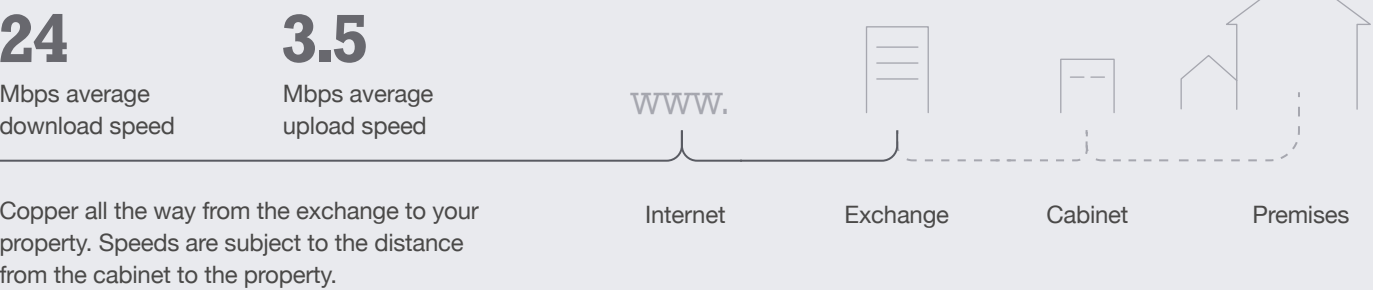 24
Mbps average
download speed
3.5
Mbps average
upload speed
www.
Copper all the way from the exchange to your
property. Speeds are subject to the distance
from the cabinet to the property.
Internet
Exchange
Cabinet
Premises